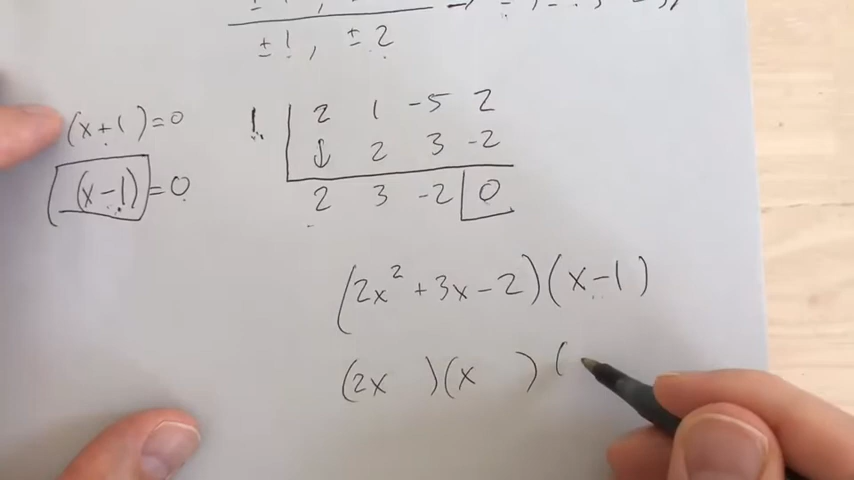 ±1, ±2
(x+1)=0
(x-1)=0
1 | 2 1 -5 2
↓ 2 3 -2
2 3 -2 0
(2x²+3x-2)(x-1)
(2x )(x )(